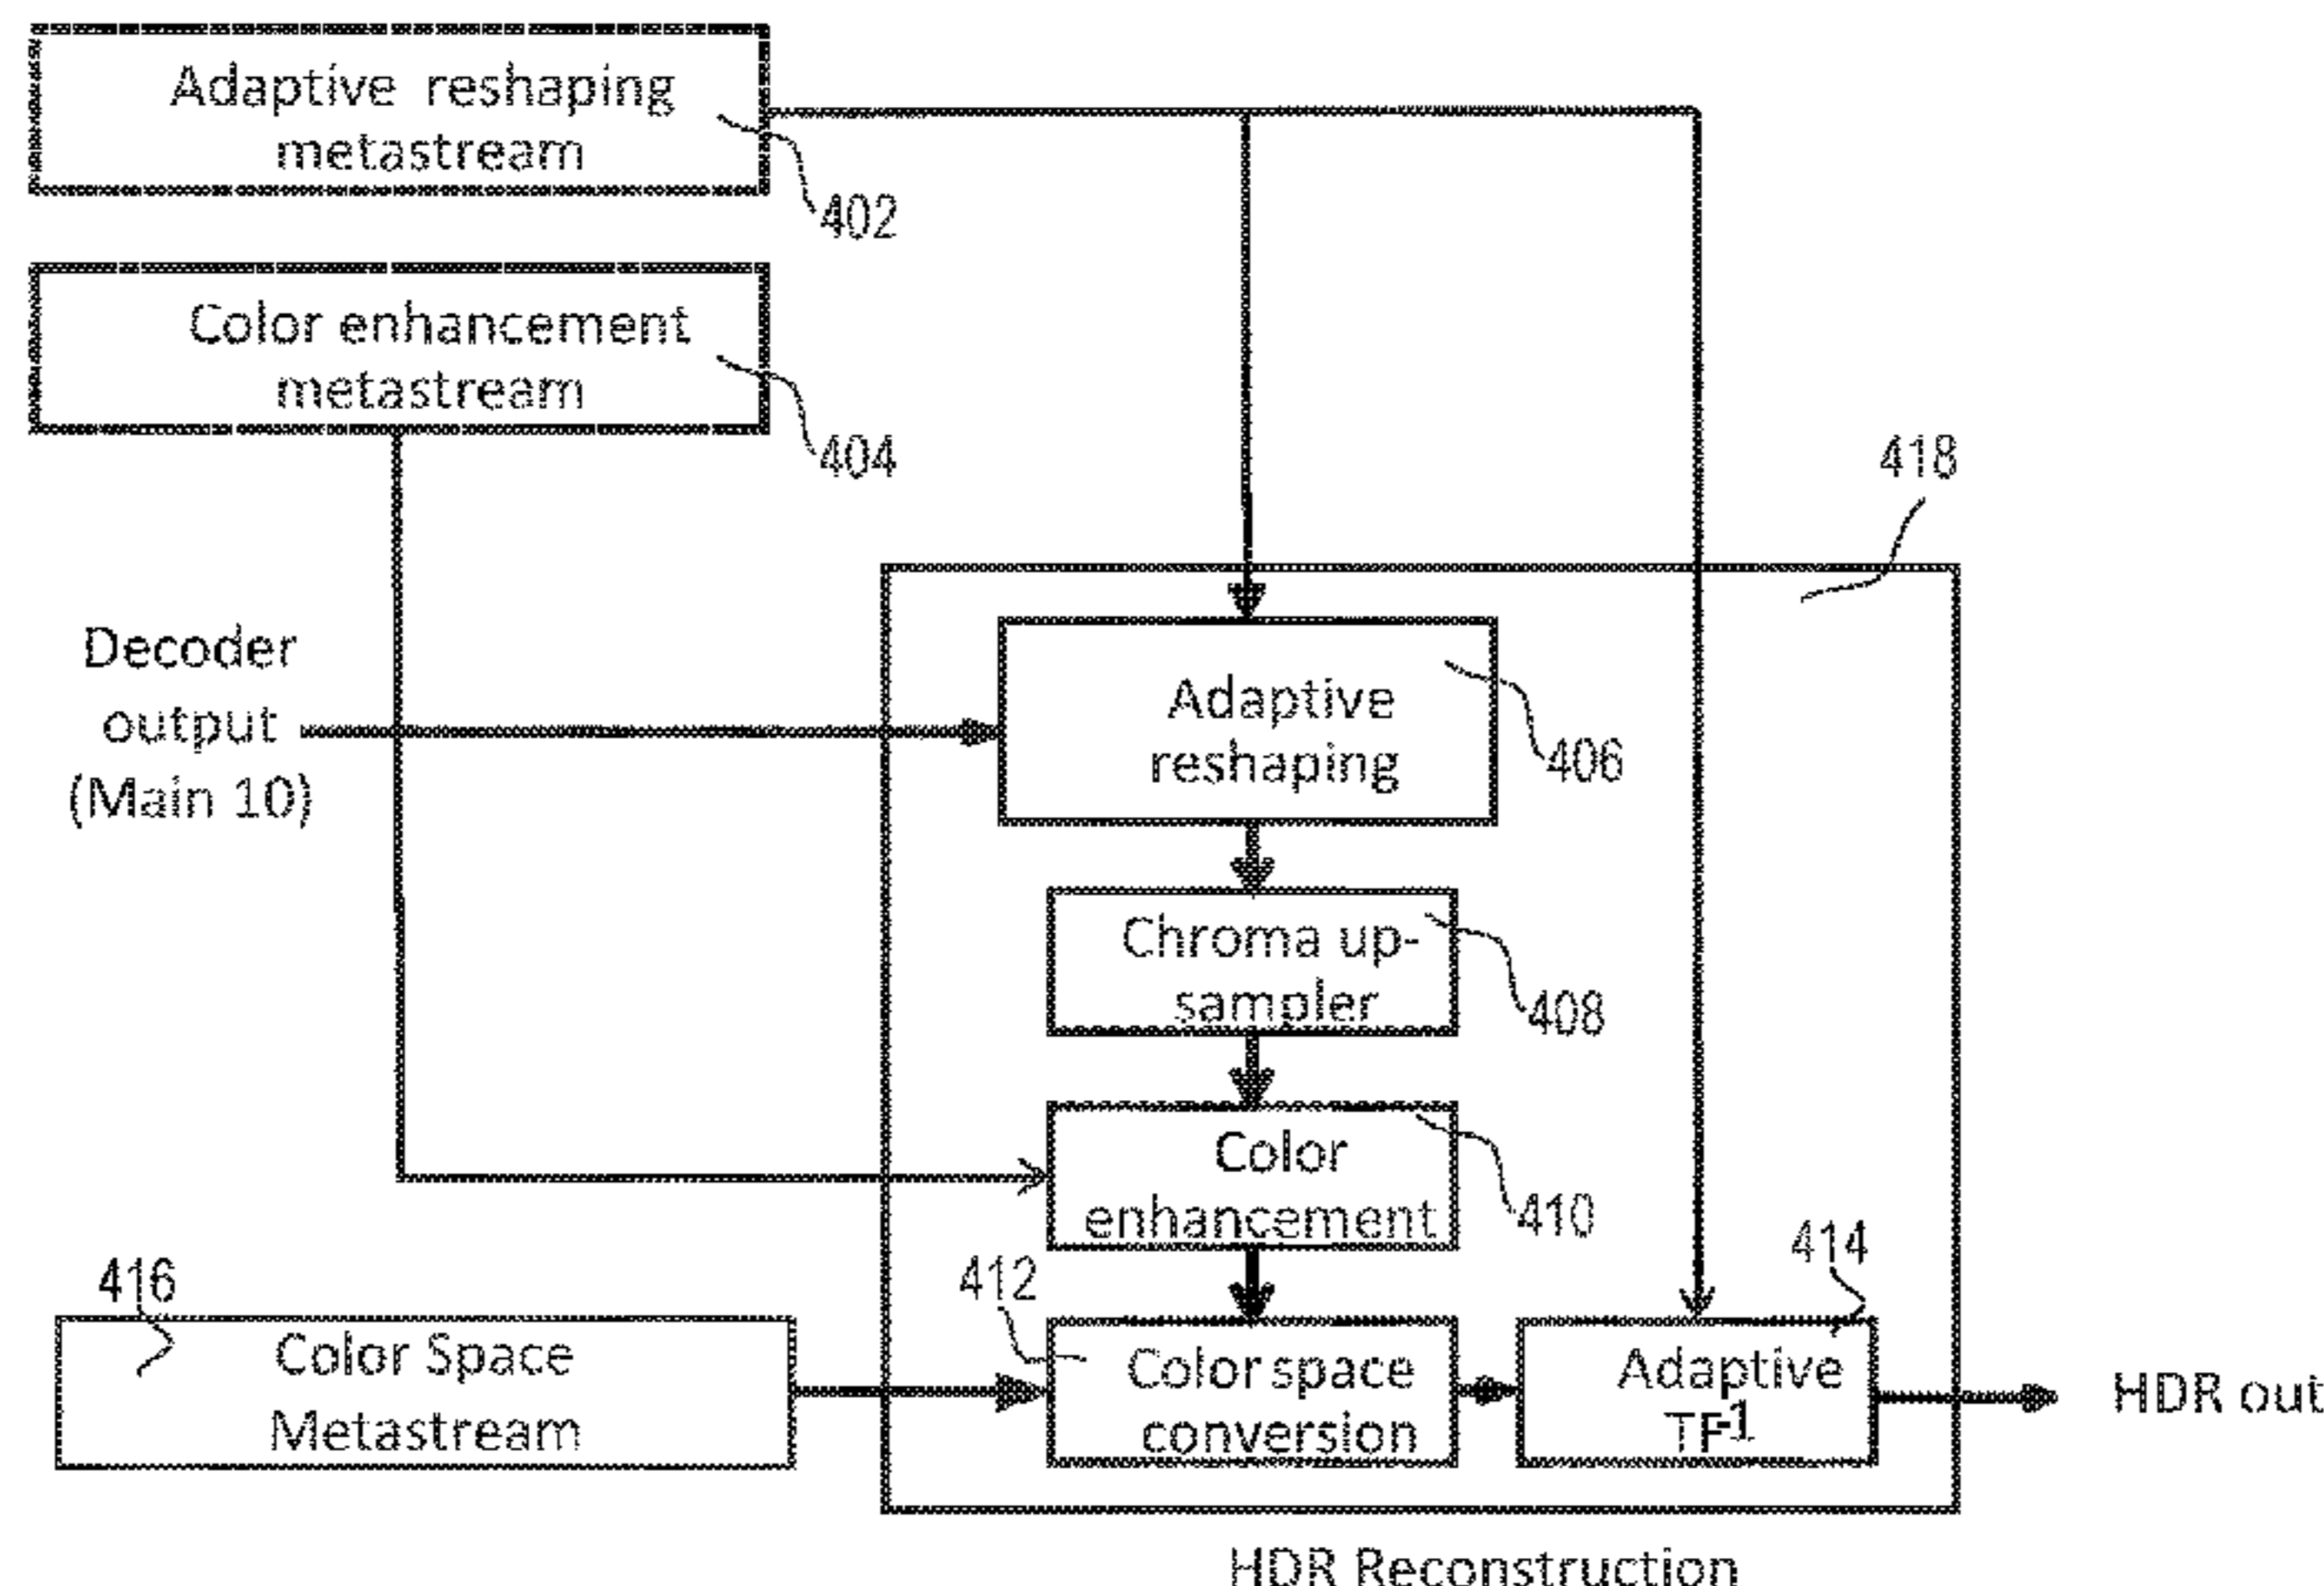 Adaptive reshaping
metastream
402
Color enhancement
metastream
404
418
Decoder
output
(Main 10)
Adaptive
reshaping
406
Chroma up-
sampler
408
Color
enhancement
410
416
Color Space
Metastream
412
Color space
conversion
414
Adaptive
TF-1
HDR out
HDR Reconstruction